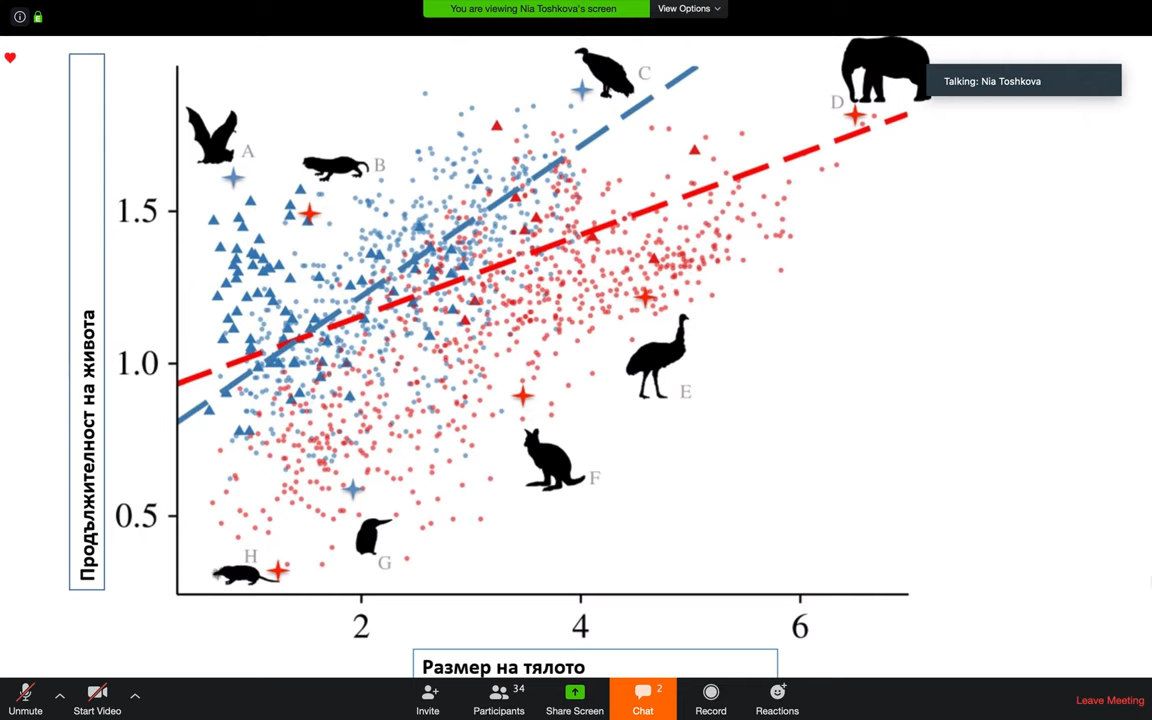 You are viewing Nia Toshkova's screen
View Options
Talking: Nia Toshkova
A
B
C
D
E
F
G
H
1.5
1.0
0.5
2
4
6
Продължителност на живота
Размер на тялото
Unmute
Start Video
Invite
34
Participants
Share Screen
2
Chat
Record
Reactions
Leave Meeting